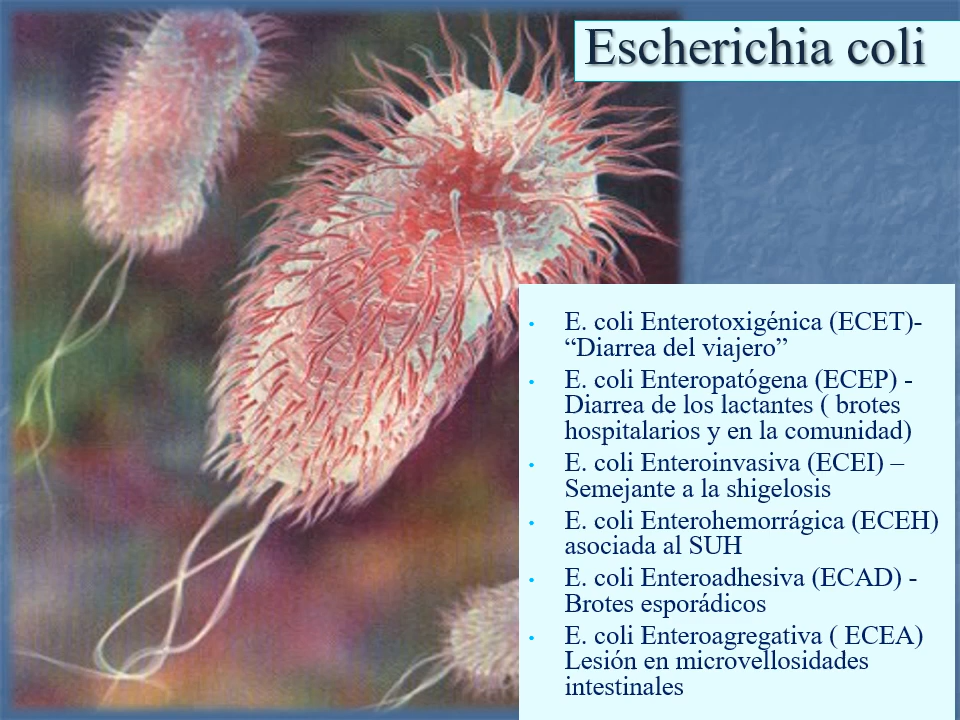 Escherichia coli
• E. coli Enterotoxigénica (ECET)-
“Diarrea del viajero”
• E. coli Enteropatógena (ECEP) -
Diarrea de los lactantes ( brotes
hospitalarios y en la comunidad)
• E. coli Enteroinvasiva (ECEI) –
Semejante a la shigelosis
• E. coli Enterohemorrágica (ECEH)
asociada al SUH
• E. coli Enteroadhesiva (ECAD) -
Brotes esporádicos
• E. coli Enteroagregativa ( ECEA)
Lesión en microvellosidades
intestinales